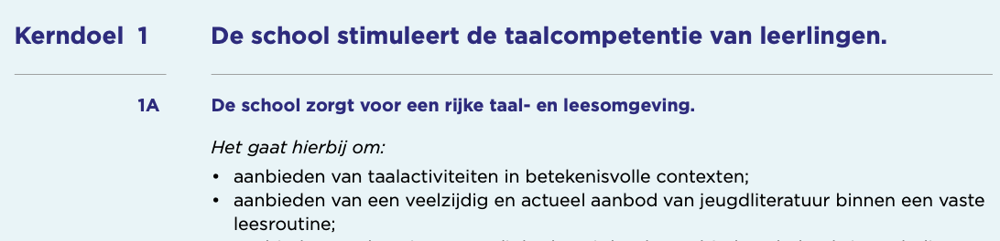 Kerndoel 1 De school stimuleert de taalcompetentie van leerlingen.
1A De school zorgt voor een rijke taal- en leesomgeving.
Het gaat hierbij om:
• aanbieden van taalactiviteiten in betekenisvolle contexten;
• aanbieden van een veelzijdig en actueel aanbod van jeugdliteratuur binnen een vaste
leesroutine;